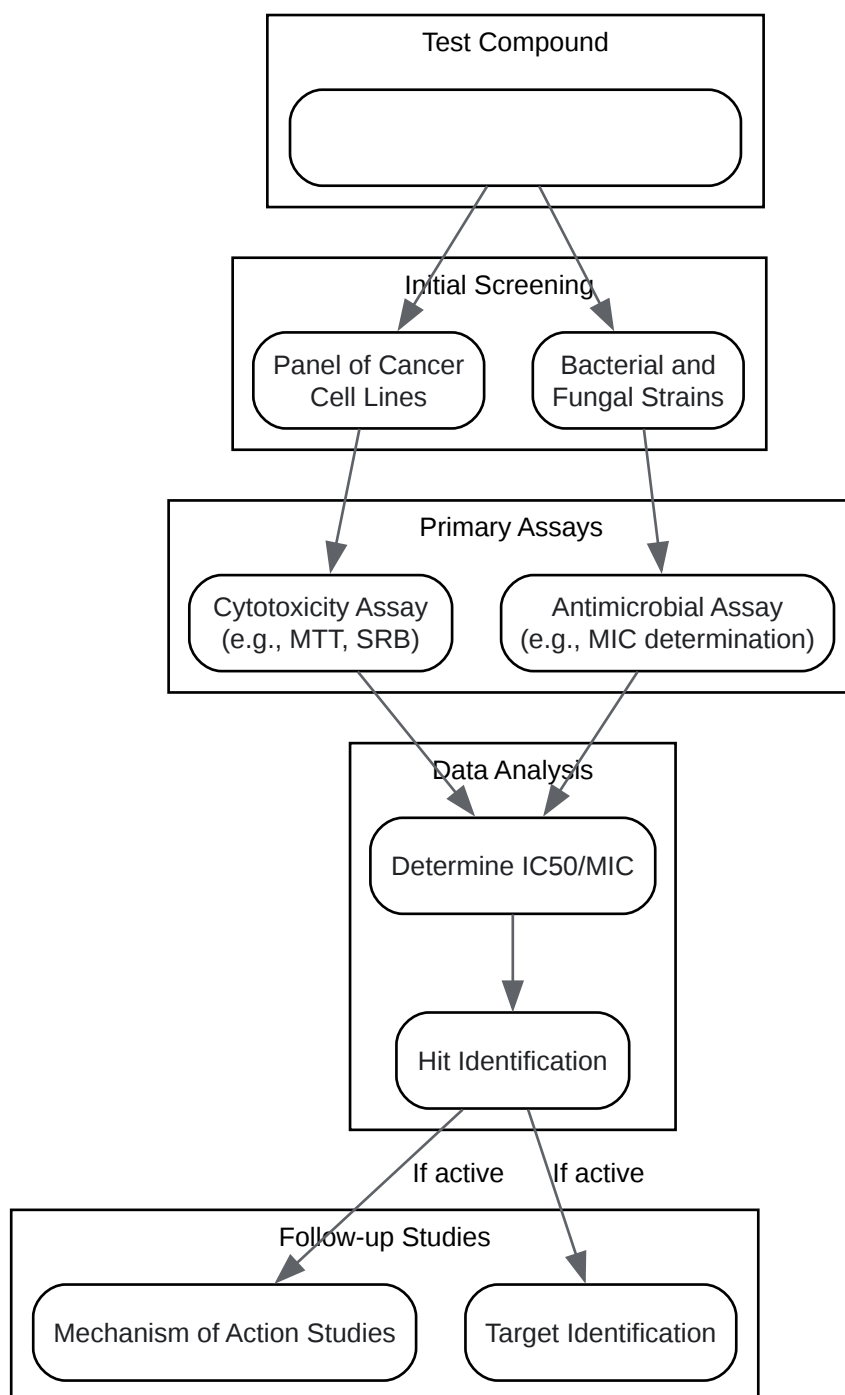 Test Compound
Initial Screening
Panel of Cancer
Cell Lines
Bacterial and
Fungal Strains
Primary Assays
Cytotoxicity Assay
(e.g., MTT, SRB)
Antimicrobial Assay
(e.g., MIC determination)
Data Analysis
Determine IC50/MIC
Hit Identification
If active
If active
Follow-up Studies
Mechanism of Action Studies
Target Identification